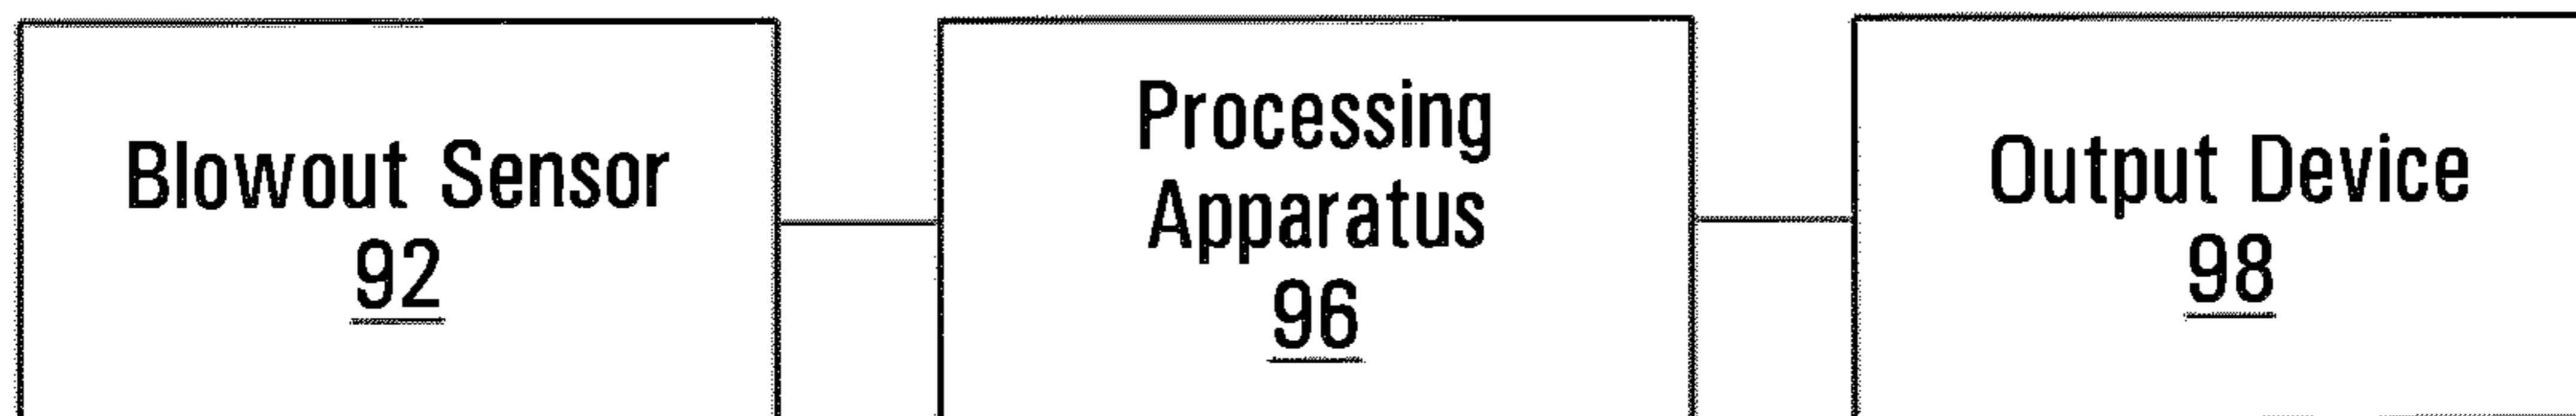 Blowout Sensor
92
Processing
Apparatus
96
Output Device
98